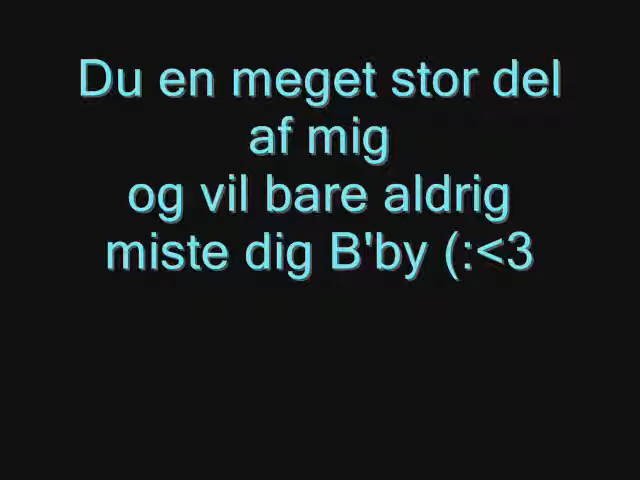 Du en meget stor del
af mig
og vil bare aldrig
miste dig B'by (:<3